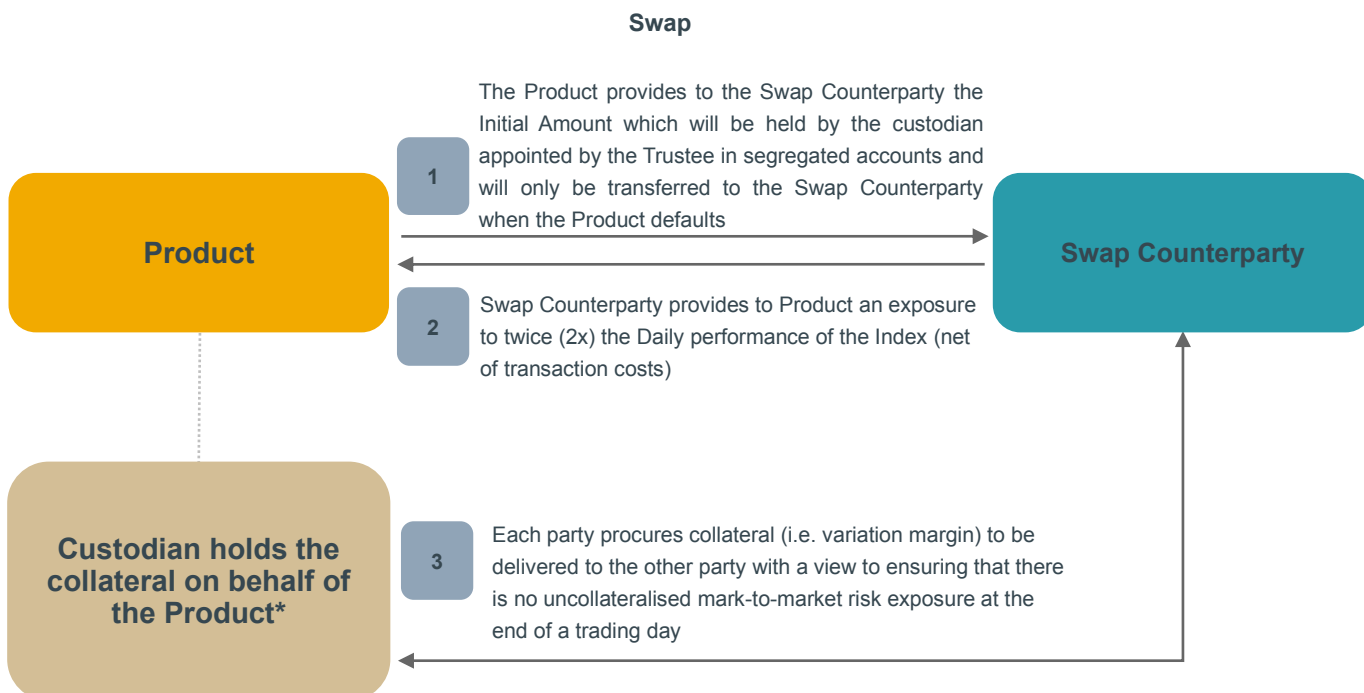 Swap
The Product provides to the Swap Counterparty the
Initial Amount which will be held by the custodian
appointed by the Trustee in segregated accounts and
will only be transferred to the Swap Counterparty
when the Product defaults
1
Product
Swap Counterparty
2
Swap Counterparty provides to Product an exposure
to twice (2x) the Daily performance of the Index (net
of transaction costs)
Custodian holds the
collateral on behalf of
the Product*
3
Each party procures collateral (i.e. variation margin) to be
delivered to the other party with a view to ensuring that there
is no uncollateralised mark-to-market risk exposure at the
end of a trading day